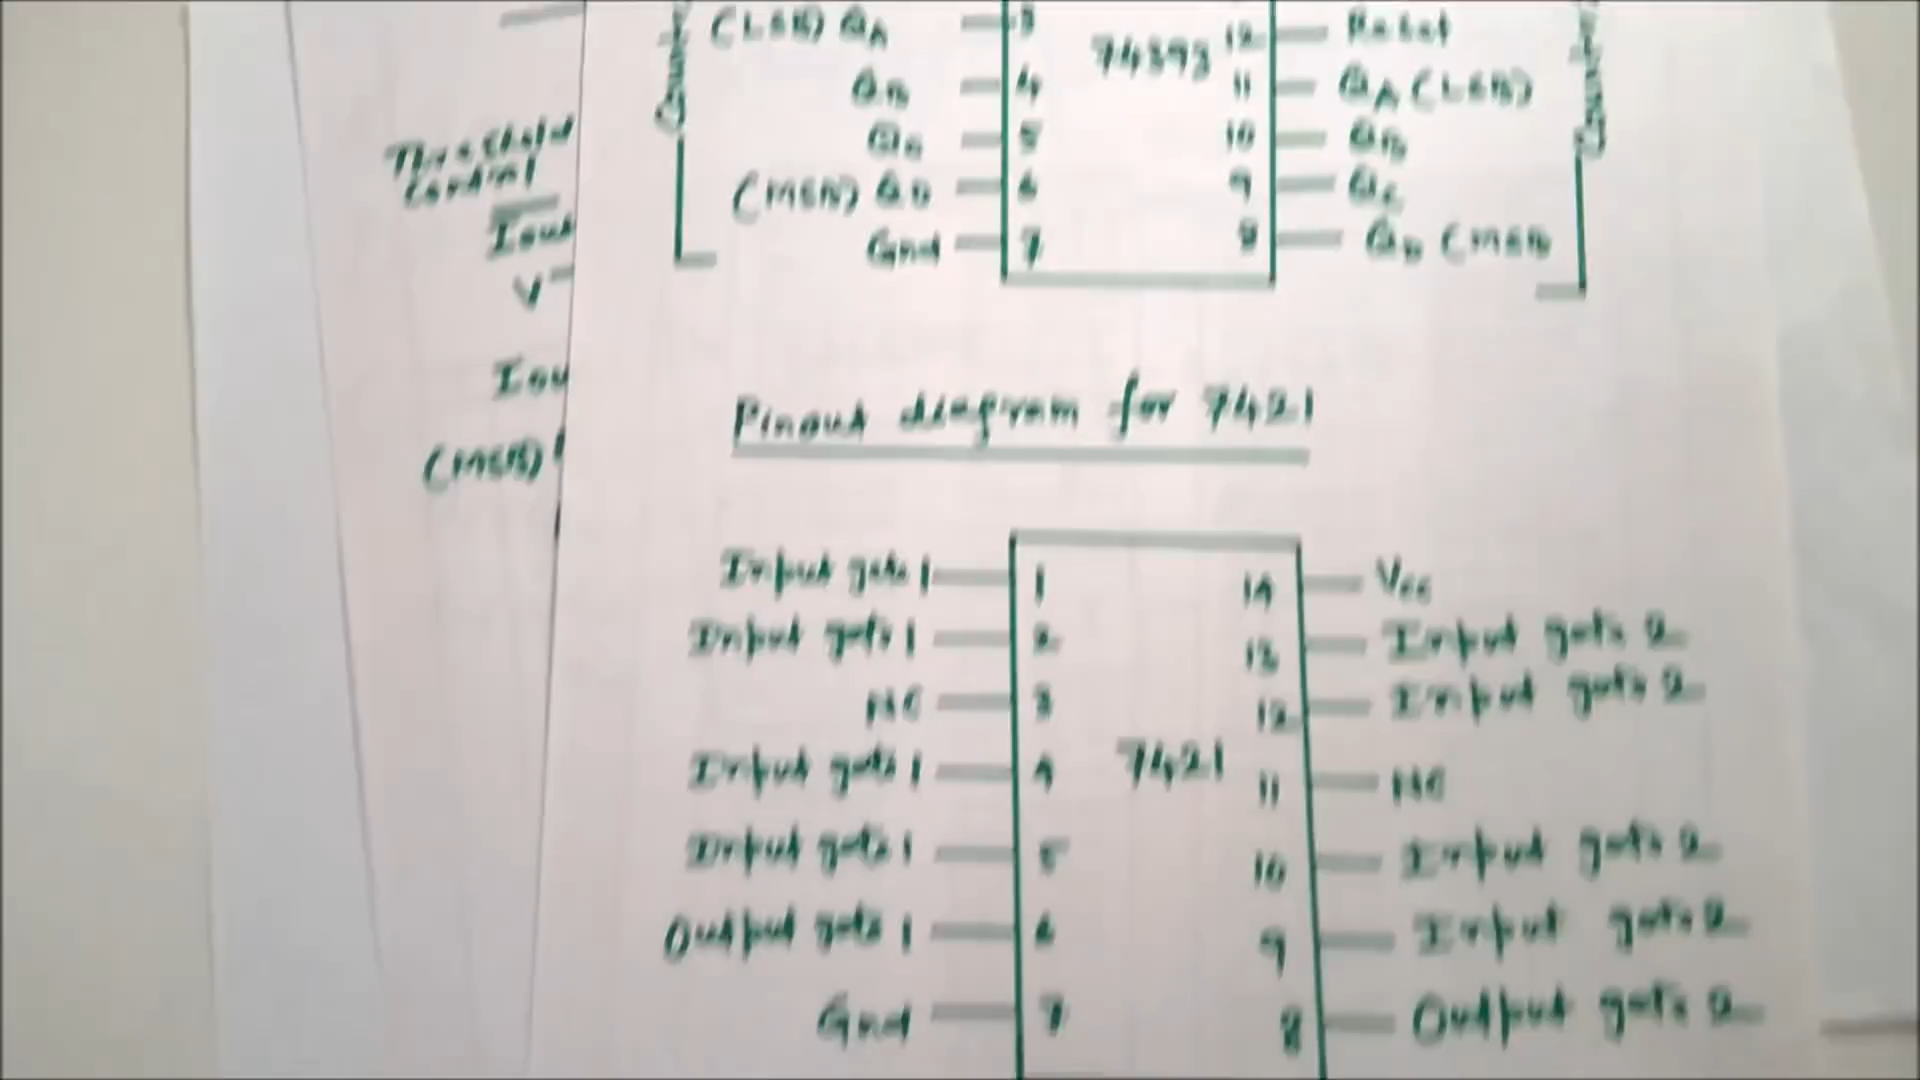 (LSB) QA 3 74393 12 Reset
QB 4 11 QA (LSB)
5 10 QB
(MSB) QD 6 9 QC
Gnd 7 8 QD (MSB
Threshold
Control
Iout
V-
Iou
(MSB)
Pinout diagram for 7421
Input gate 1 1 14 Vcc
Input gate 1 2 13 Input gate 2
NC 3 12 Input gate 2
Input gate 1 4 7421 11 NC
Input gate 1 5 10 Input gate 2
Output gate 1 6 9 Input gate 2
Gnd 7 8 Output gate 2